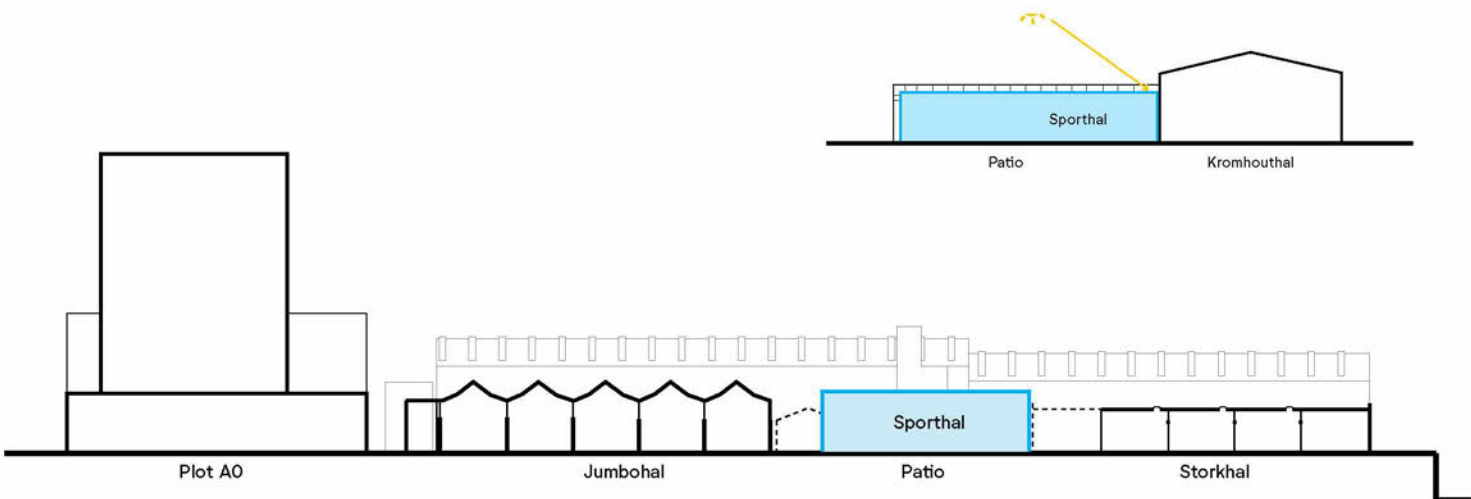 Sporthal
Patio
Kromhouthal
Sporthal
Plot A0
Jumbohal
Patio
Storkhal